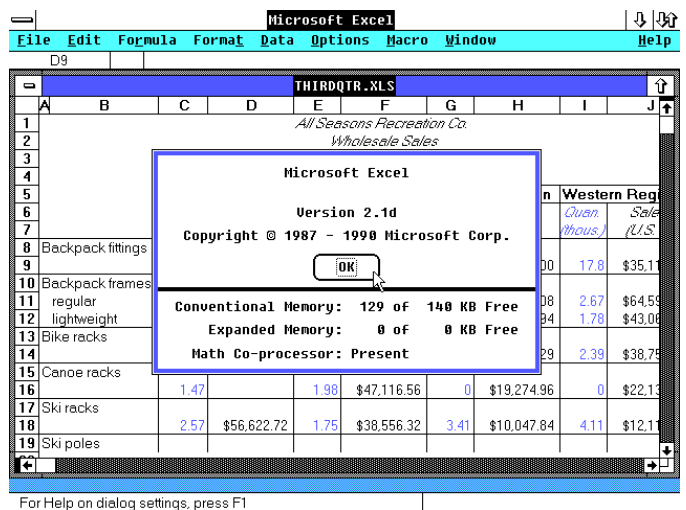 Microsoft Excel
File Edit Formula Format Data Options Macro Window Help
D9
THIRDQTR.XLS
A B C D E F G H I J
1 All Seasons Recreation Co.
2 Wholesale Sales
3
4
5 n Western Regi
6 Quan. Sale
7 (thous.) (U.S.
8 Backpack fittings
9 00 17.8 $35,11
10 Backpack frames
11 regular 08 2.67 $64,59
12 lightweight 94 1.78 $43,06
13 Bike racks
14 29 2.39 $38,75
15 Canoe racks
16 1.47 1.98 $47,116.56 0 $19,274.96 0 $22,13
17 Ski racks
18 2.57 $56,622.72 1.75 $38,556.32 3.41 $10,047.84 4.11 $12,11
19 Ski poles
Microsoft Excel
Version 2.1d
Copyright © 1987 - 1990 Microsoft Corp.
OK
Conventional Memory: 129 of 140 KB Free
Expanded Memory: 0 of 0 KB Free
Math Co-processor: Present
For Help on dialog settings, press F1